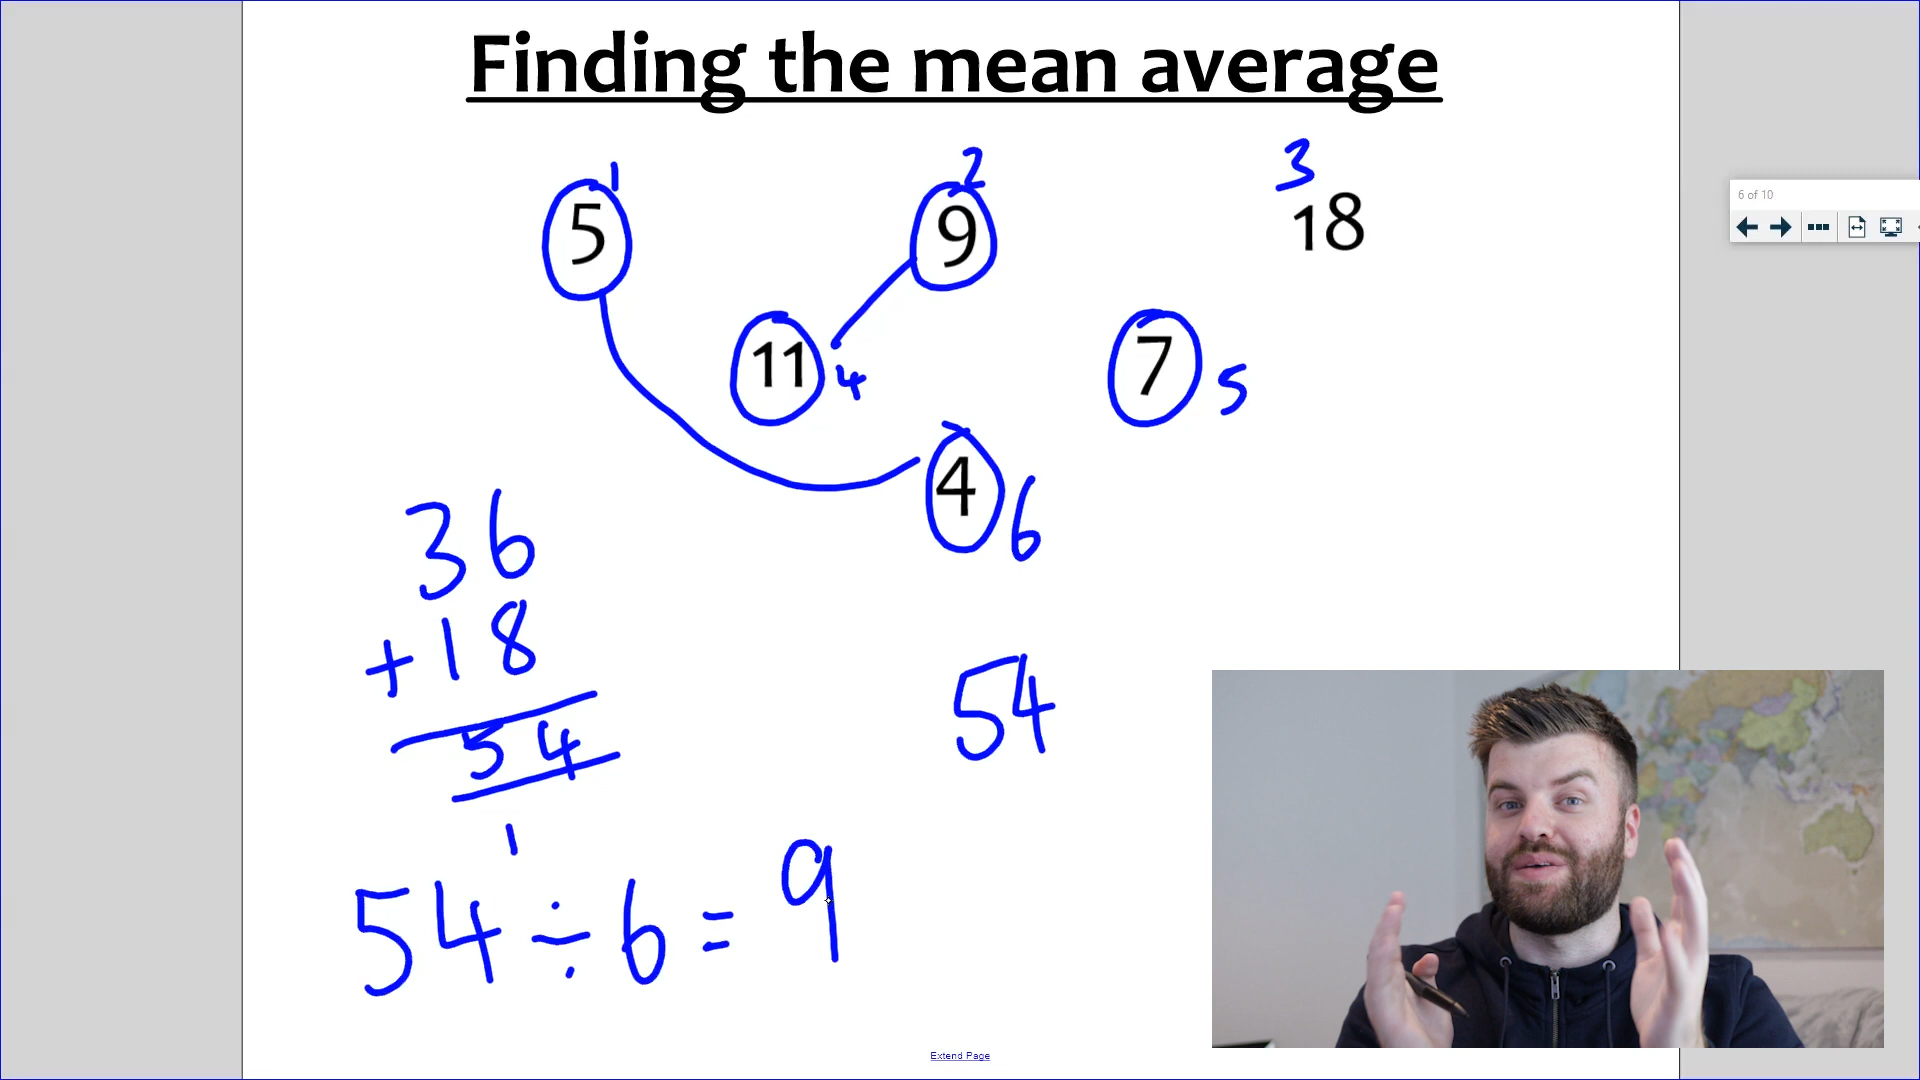 Finding the mean average
1 2 3
5 9 18
6 of 10
11 4 7 5
4 6
36
+18
54
1
54
54 ÷ 6 = 9
Extend Page